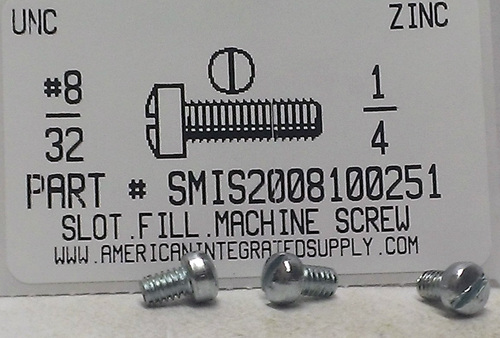 UNC ZINC
#8
32
1
4
PART # SMIS2008100251
SLOT.FILL.MACHINE SCREW
WWW.AMERICANINTEGRATEDSUPPLY.COM